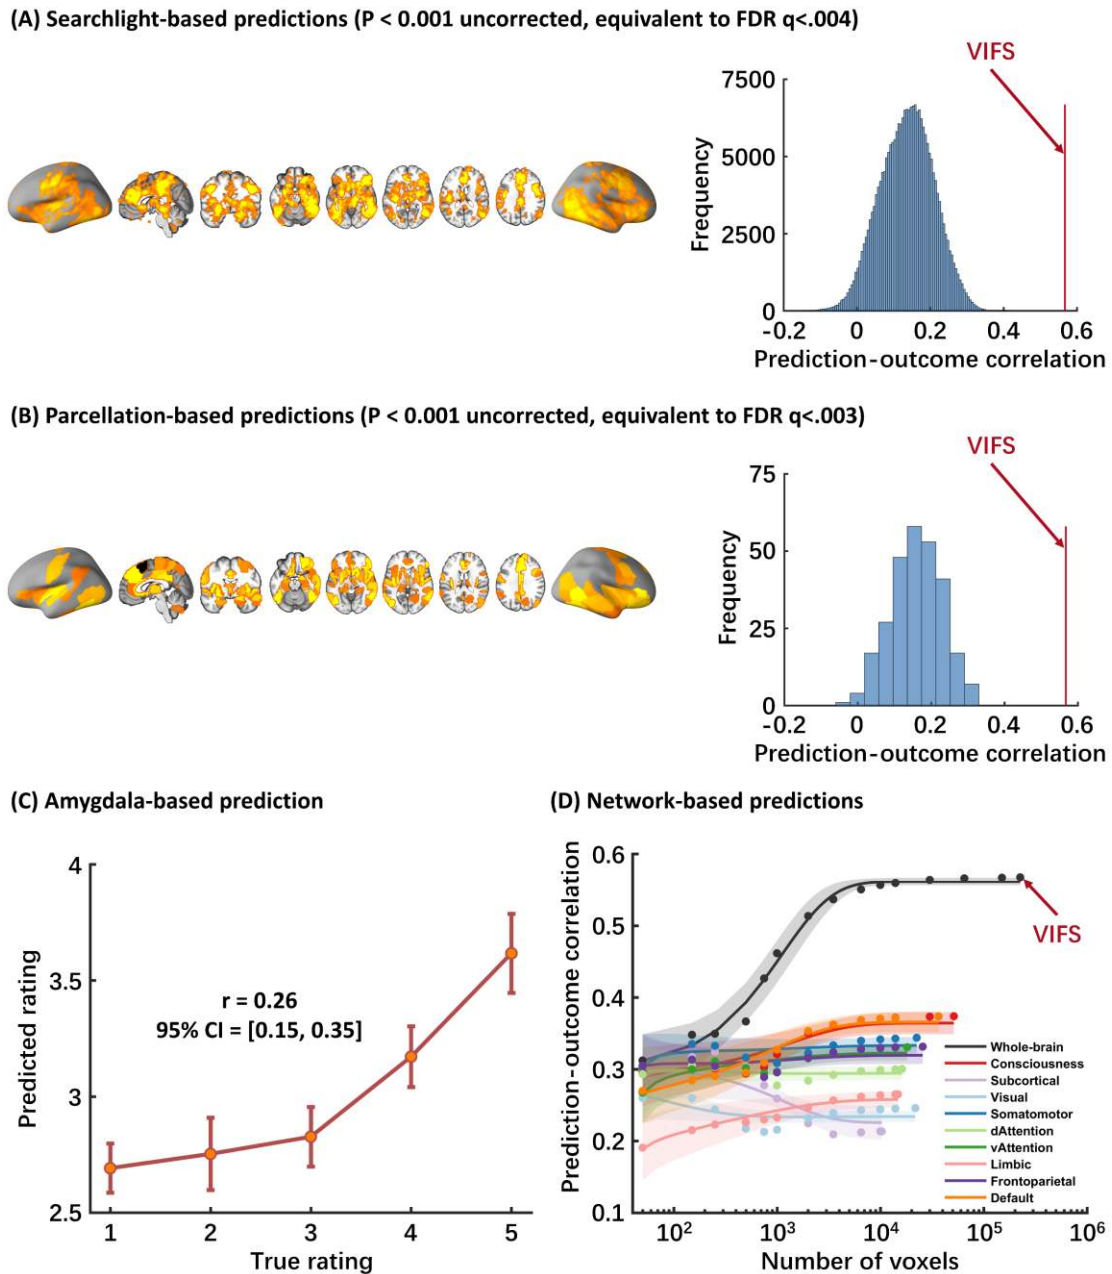 (A) Searchlight-based predictions (P < 0.001 uncorrected, equivalent to FDR q<.004)
VIFS
7500
5000
2500
0
Frequency
-0.2
0
0.2
0.4
0.6
Prediction-outcome correlation
(B) Parcellation-based predictions (P < 0.001 uncorrected, equivalent to FDR q<.003)
VIFS
75
50
25
0
Frequency
-0.2
0
0.2
0.4
0.6
Prediction-outcome correlation
(C) Amygdala-based prediction
4
3.5
3
2.5
Predicted rating
r = 0.26
95% CI = [0.15, 0.35]
1
2
3
4
5
True rating
(D) Network-based predictions
0.6
0.5
0.4
0.3
0.2
0.1
Prediction-outcome correlation
VIFS
Whole-brain
Consciousness
Subcortical
Visual
Somatomotor
dAttention
vAttention
Limbic
Frontoparietal
Default
10²
10³
10⁴
10⁵
10⁶
Number of voxels